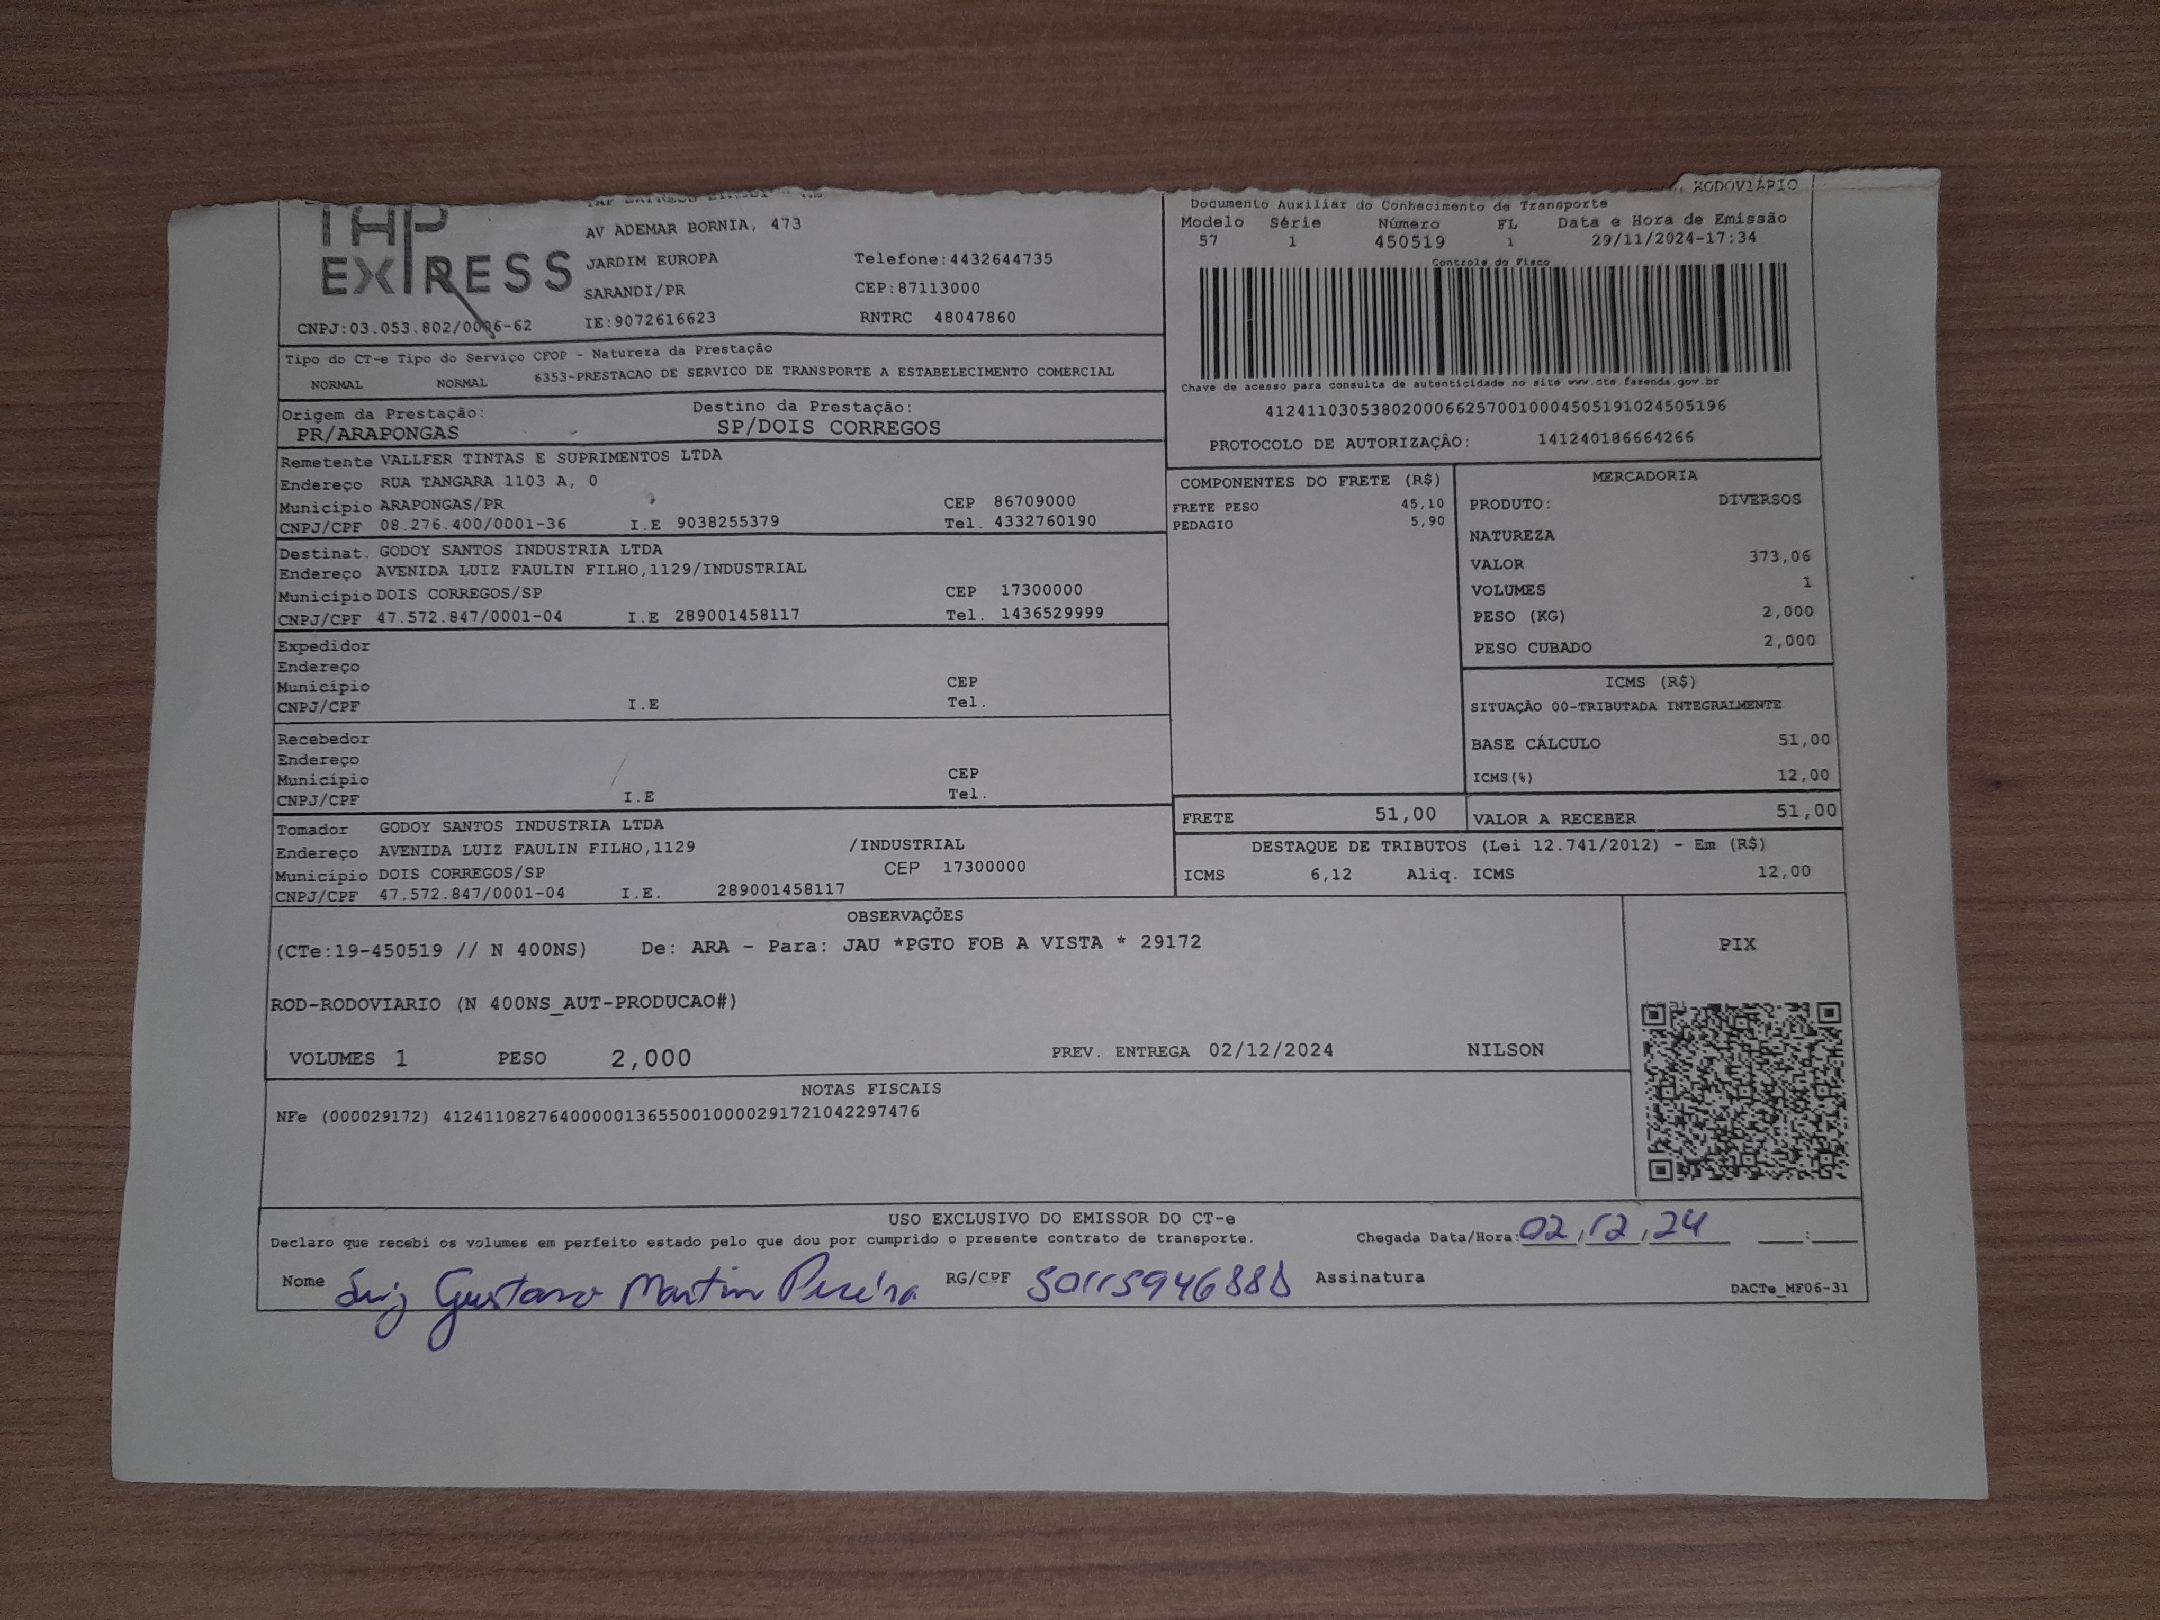 RODOVIÁRIO
TAP
EXPRESS
AV ADEMAR BORNIA, 473
JARDIM EUROPA Telefone:4432644735
SARANDI/PR CEP:87113000
CNPJ:03.053.802/0006-62 IE:9072616623 RNTRC 48047860
Documento Auxiliar do Conhecimento de Transporte
Modelo Série Número FL Data e Hora de Emissão
57 1 450519 1 29/11/2024-17:34
Controle do Fisco
Chave de acesso para consulta de autenticidade no site www.cte.fazenda.gov.br
41241103053802000662570010004505191024505196
PROTOCOLO DE AUTORIZAÇÃO: 141240186664266
Tipo do CT-e Tipo do Serviço CFOP - Natureza da Prestação
NORMAL NORMAL 6353-PRESTACAO DE SERVICO DE TRANSPORTE A ESTABELECIMENTO COMERCIAL
Origem da Prestação: Destino da Prestação:
PR/ARAPONGAS SP/DOIS CORREGOS
Remetente VALLFER TINTAS E SUPRIMENTOS LTDA
Endereço RUA TANGARA 1103 A, 0
Município ARAPONGAS/PR CEP 86709000
CNPJ/CPF 08.276.400/0001-36 I.E 9038255379 Tel. 4332760190
Destinat. GODOY SANTOS INDUSTRIA LTDA
Endereço AVENIDA LUIZ FAULIN FILHO,1129/INDUSTRIAL
Município DOIS CORREGOS/SP CEP 17300000
CNPJ/CPF 47.572.847/0001-04 I.E 289001458117 Tel. 1436529999
Expedidor
Endereço
Município CEP
CNPJ/CPF I.E Tel.
Recebedor
Endereço
Município CEP
CNPJ/CPF I.E Tel.
Tomador GODOY SANTOS INDUSTRIA LTDA
Endereço AVENIDA LUIZ FAULIN FILHO,1129 /INDUSTRIAL
Município DOIS CORREGOS/SP CEP 17300000
CNPJ/CPF 47.572.847/0001-04 I.E. 289001458117
COMPONENTES DO FRETE (R$)
FRETE PESO 45,10
PEDAGIO 5,90
MERCADORIA
PRODUTO: DIVERSOS
NATUREZA
VALOR 373,06
VOLUMES 1
PESO (KG) 2,000
PESO CUBADO 2,000
ICMS (R$)
SITUAÇÃO 00-TRIBUTADA INTEGRALMENTE
BASE CÁLCULO 51,00
ICMS(%) 12,00
FRETE 51,00 VALOR A RECEBER 51,00
DESTAQUE DE TRIBUTOS (Lei 12.741/2012) - Em (R$)
ICMS 6,12 Aliq. ICMS 12,00
OBSERVAÇÕES
(CTe:19-450519 // N 400NS) De: ARA - Para: JAU *PGTO FOB A VISTA * 29172
ROD-RODOVIARIO (N 400NS_AUT-PRODUCAO#)
VOLUMES 1 PESO 2,000 PREV. ENTREGA 02/12/2024 NILSON
PIX
NOTAS FISCAIS
NFe (000029172) 41241108276400000136550010000291721042297476
USO EXCLUSIVO DO EMISSOR DO CT-e
Declaro que recebi os volumes em perfeito estado pelo que dou por cumprido o presente contrato de transporte. Chegada Data/Hora: 02,12,24 :
Nome Luiz Gustavo Martim Pereira RG/CPF 50115946888 Assinatura
DACTe_MF06-31